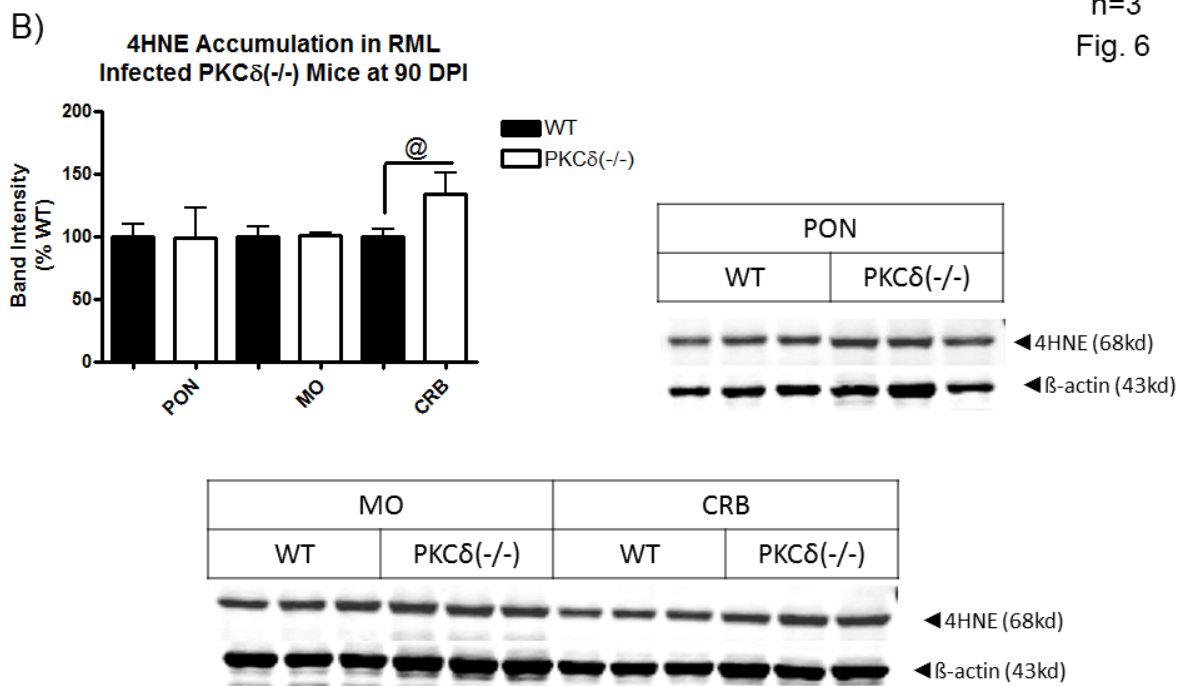 B)
n=3
Fig. 6
4HNE Accumulation in RML
Infected PKCδ(-/-) Mice at 90 DPI
Band Intensity
(% WT)
200
150
100
50
0
@
WT
PKCδ(-/-)
PON
MO
CRB
PON
WT PKCδ(-/-)
4HNE (68kd)
ß-actin (43kd)
MO CRB
WT PKCδ(-/-) WT PKCδ(-/-)
4HNE (68kd)
ß-actin (43kd)